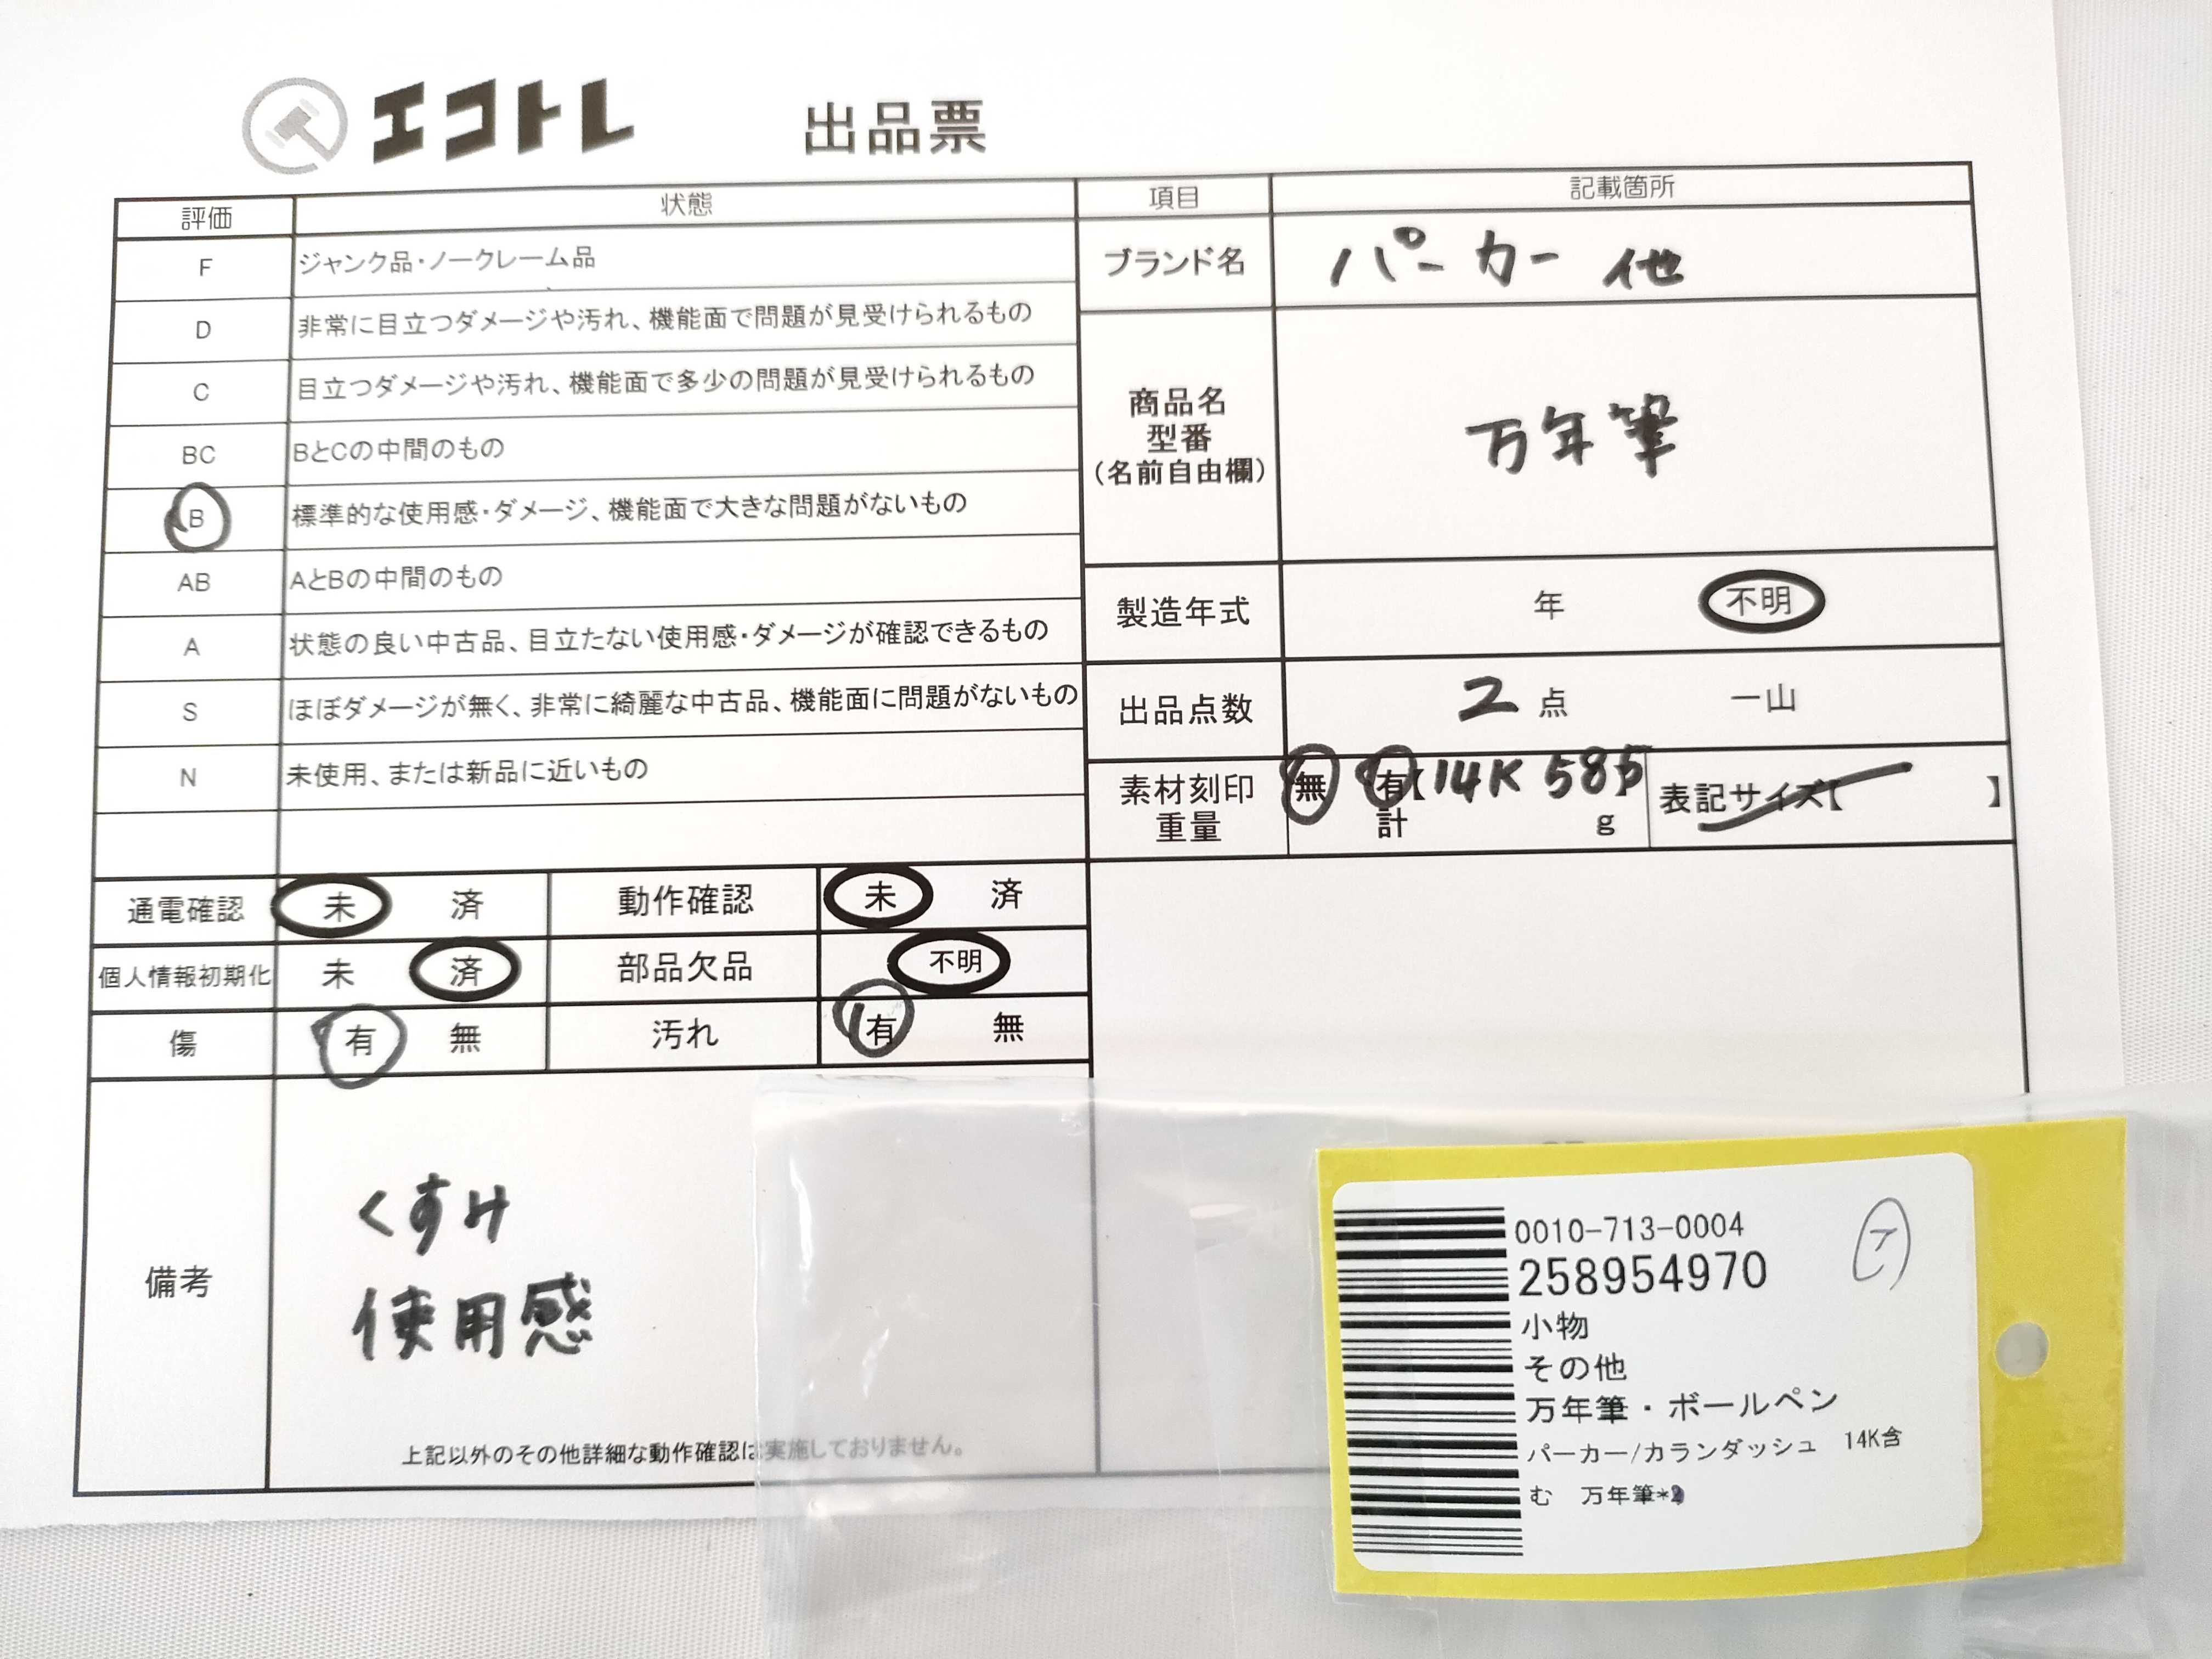 エコトレ 出品票
評価 状態
F ジャンク品・ノークレーム品
D 非常に目立つダメージや汚れ、機能面で問題が見受けられるもの
C 目立つダメージや汚れ、機能面で多少の問題が見受けられるもの
BC BとCの中間のもの
B 標準的な使用感・ダメージ、機能面で大きな問題がないもの
AB AとBの中間のもの
A 状態の良い中古品、目立たない使用感・ダメージが確認できるもの
S ほぼダメージが無く、非常に綺麗な中古品、機能面に問題がないもの
N 未使用、または新品に近いもの
通電確認 未 済 動作確認 未 済
個人情報初期化 未 済 部品欠品 不明
傷 有 無 汚れ 有 無
備考
くすけ
使用感
上記以外のその他詳細な動作確認は実施しておりません。
項目 記載箇所
ブランド名 パーカー 他
商品名
型番
(名前自由欄)
万年筆
製造年式 年 不明
出品点数 2 点 一山
素材刻印 無 有【14K 585】 表記サイズ【 】
重量 計 g
0010-713-0004
258954970
小物
その他
万年筆・ボールペン
パーカー/カランダッシュ 14K含
む 万年筆*2